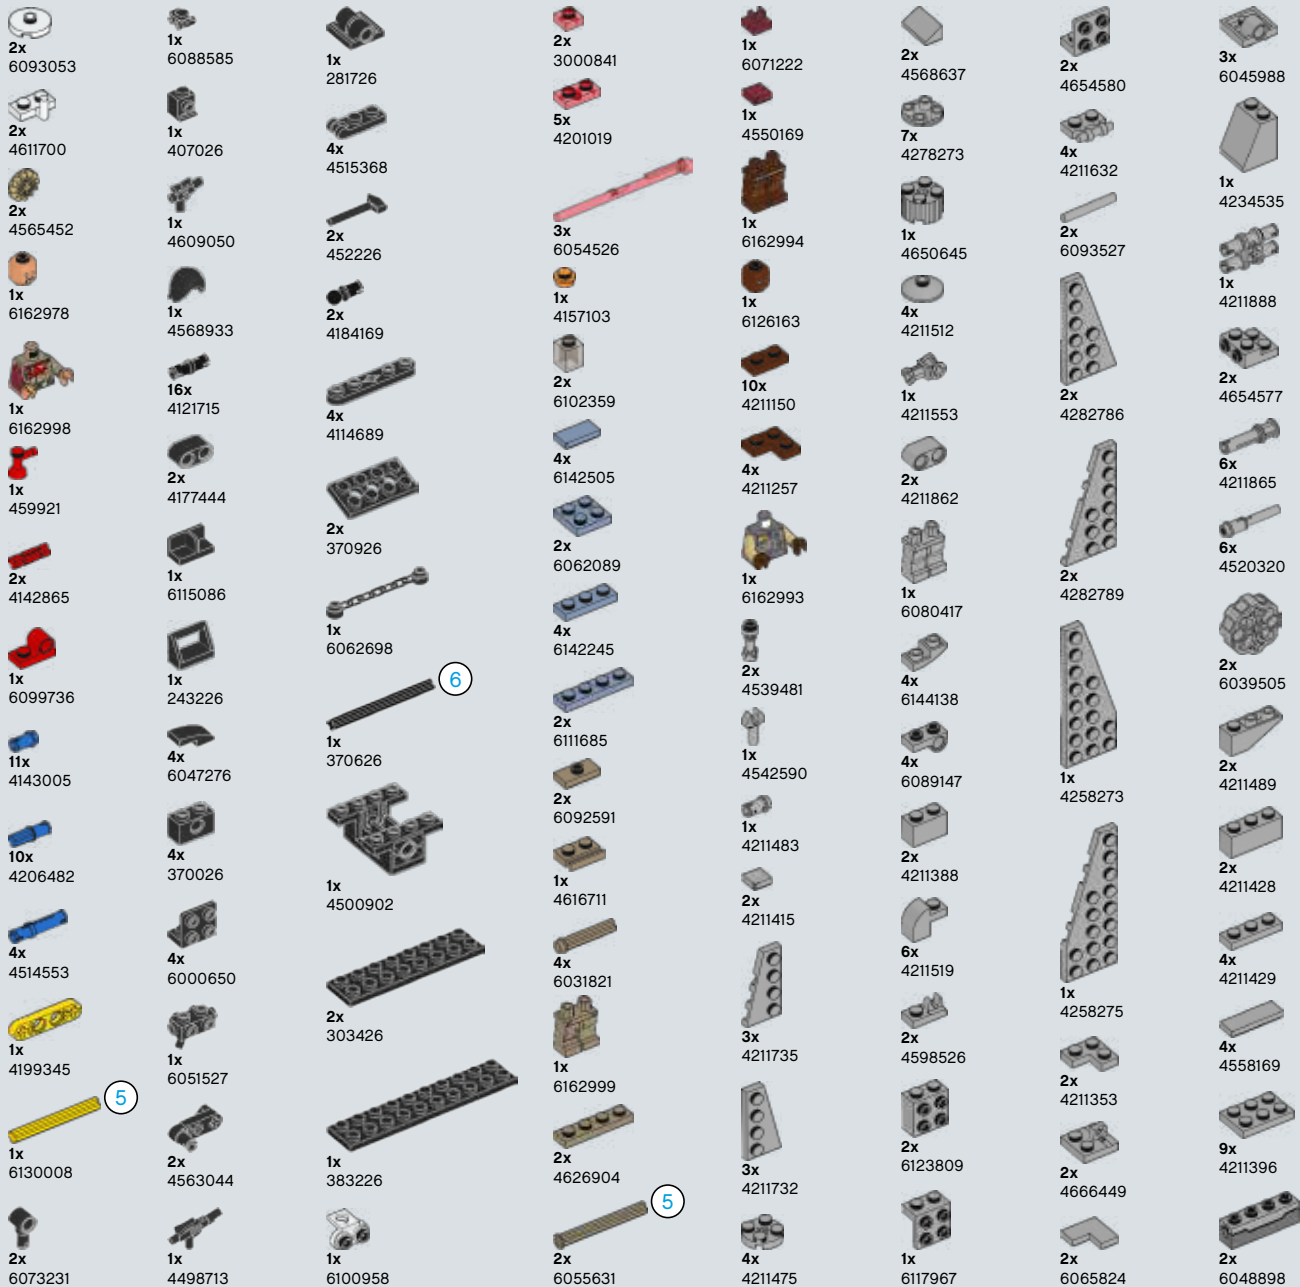 2x
6093053
2x
4611700
2x
4565452
1x
6162978
1x
6162998
1x
459921
2x
4142865
1x
6099736
11x
4143005
10x
4206482
4x
4514553
1x
4199345
5
1x
6130008
2x
6073231
1x
6088585
1x
407026
1x
4609050
1x
4568933
16x
4121715
2x
4177444
1x
6115086
1x
243226
4x
6047276
4x
370026
4x
6000650
1x
6051527
2x
4563044
1x
4498713
1x
281726
4x
4515368
2x
452226
2x
4184169
4x
4114689
2x
370926
1x
6062698
6
1x
370626
1x
4500902
2x
303426
1x
383226
1x
6100958
2x
3000841
5x
4201019
3x
6054526
1x
4157103
2x
6102359
4x
6142505
2x
6062089
4x
6142245
2x
6111685
2x
6092591
1x
4616711
4x
6031821
1x
6162999
2x
4626904
5
2x
6055631
1x
6071222
1x
4550169
1x
6162994
1x
6126163
10x
4211150
4x
4211257
1x
6162993
2x
4539481
1x
4542590
1x
4211483
2x
4211415
3x
4211735
3x
4211732
4x
4211475
2x
4568637
7x
4278273
1x
4650645
4x
4211512
1x
4211553
2x
4211862
1x
6080417
4x
6144138
4x
6089147
2x
4211388
6x
4211519
2x
4598526
2x
6123809
1x
6117967
2x
4654580
4x
4211632
2x
6093527
2x
4282786
2x
4282789
1x
4258273
1x
4258275
2x
4211353
2x
4666449
2x
6065824
3x
6045988
1x
4234535
1x
4211888
2x
4654577
6x
4211865
6x
4520320
2x
6039505
2x
4211489
2x
4211428
4x
4211429
4x
4558169
9x
4211396
2x
6048898